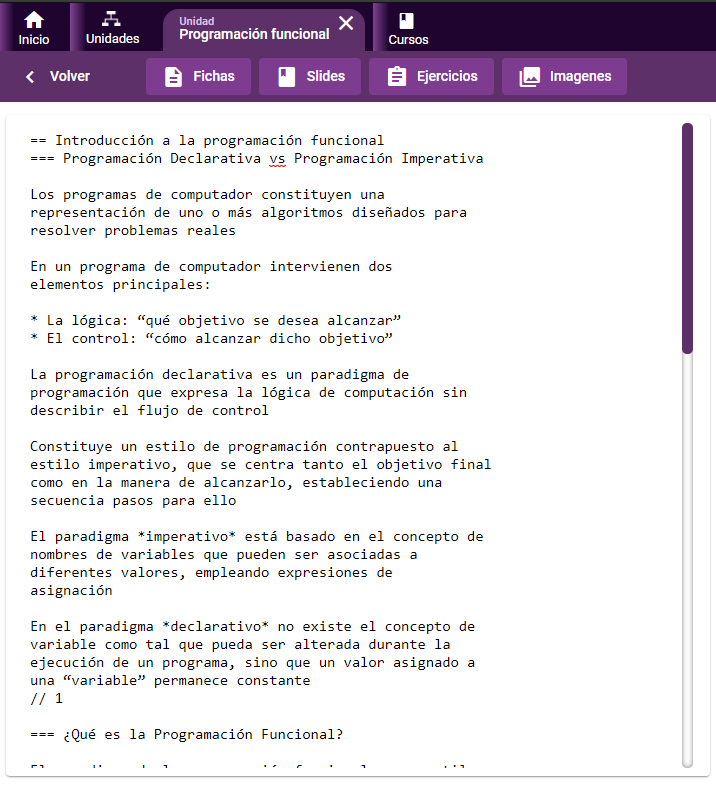 Inicio
Unidades
Unidad
Programación funcional
Cursos
Volver
Fichas
Slides
Ejercicios
Imagenes
== Introducción a la programación funcional
=== Programación Declarativa vs Programación Imperativa
Los programas de computador constituyen una
representación de uno o más algoritmos diseñados para
resolver problemas reales
En un programa de computador intervienen dos
elementos principales:
* La lógica: “qué objetivo se desea alcanzar”
* El control: “cómo alcanzar dicho objetivo”
La programación declarativa es un paradigma de
programación que expresa la lógica de computación sin
describir el flujo de control
Constituye un estilo de programación contrapuesto al
estilo imperativo, que se centra tanto el objetivo final
como en la manera de alcanzarlo, estableciendo una
secuencia pasos para ello
El paradigma *imperativo* está basado en el concepto de
nombres de variables que pueden ser asociadas a
diferentes valores, empleando expresiones de
asignación
En el paradigma *declarativo* no existe el concepto de
variable como tal que pueda ser alterada durante la
ejecución de un programa, sino que un valor asignado a
una “variable” permanece constante
// 1
=== ¿Qué es la Programación Funcional?